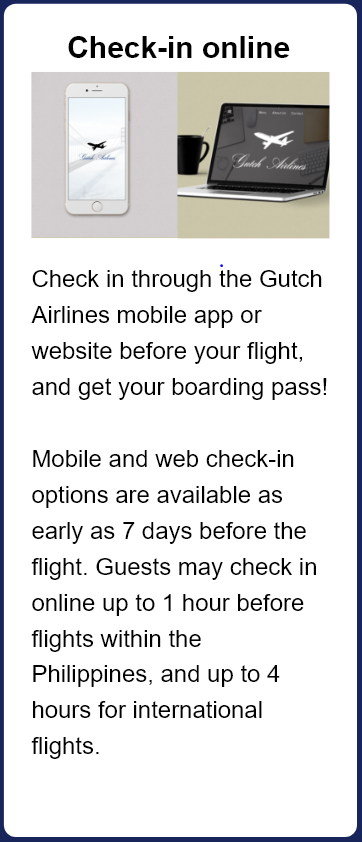 Check-in online
Gutch Airlines
Gutch Airlines
Check in through the Gutch
Airlines mobile app or
website before your flight,
and get your boarding pass!
Mobile and web check-in
options are available as
early as 7 days before the
flight. Guests may check in
online up to 1 hour before
flights within the
Philippines, and up to 4
hours for international
flights.